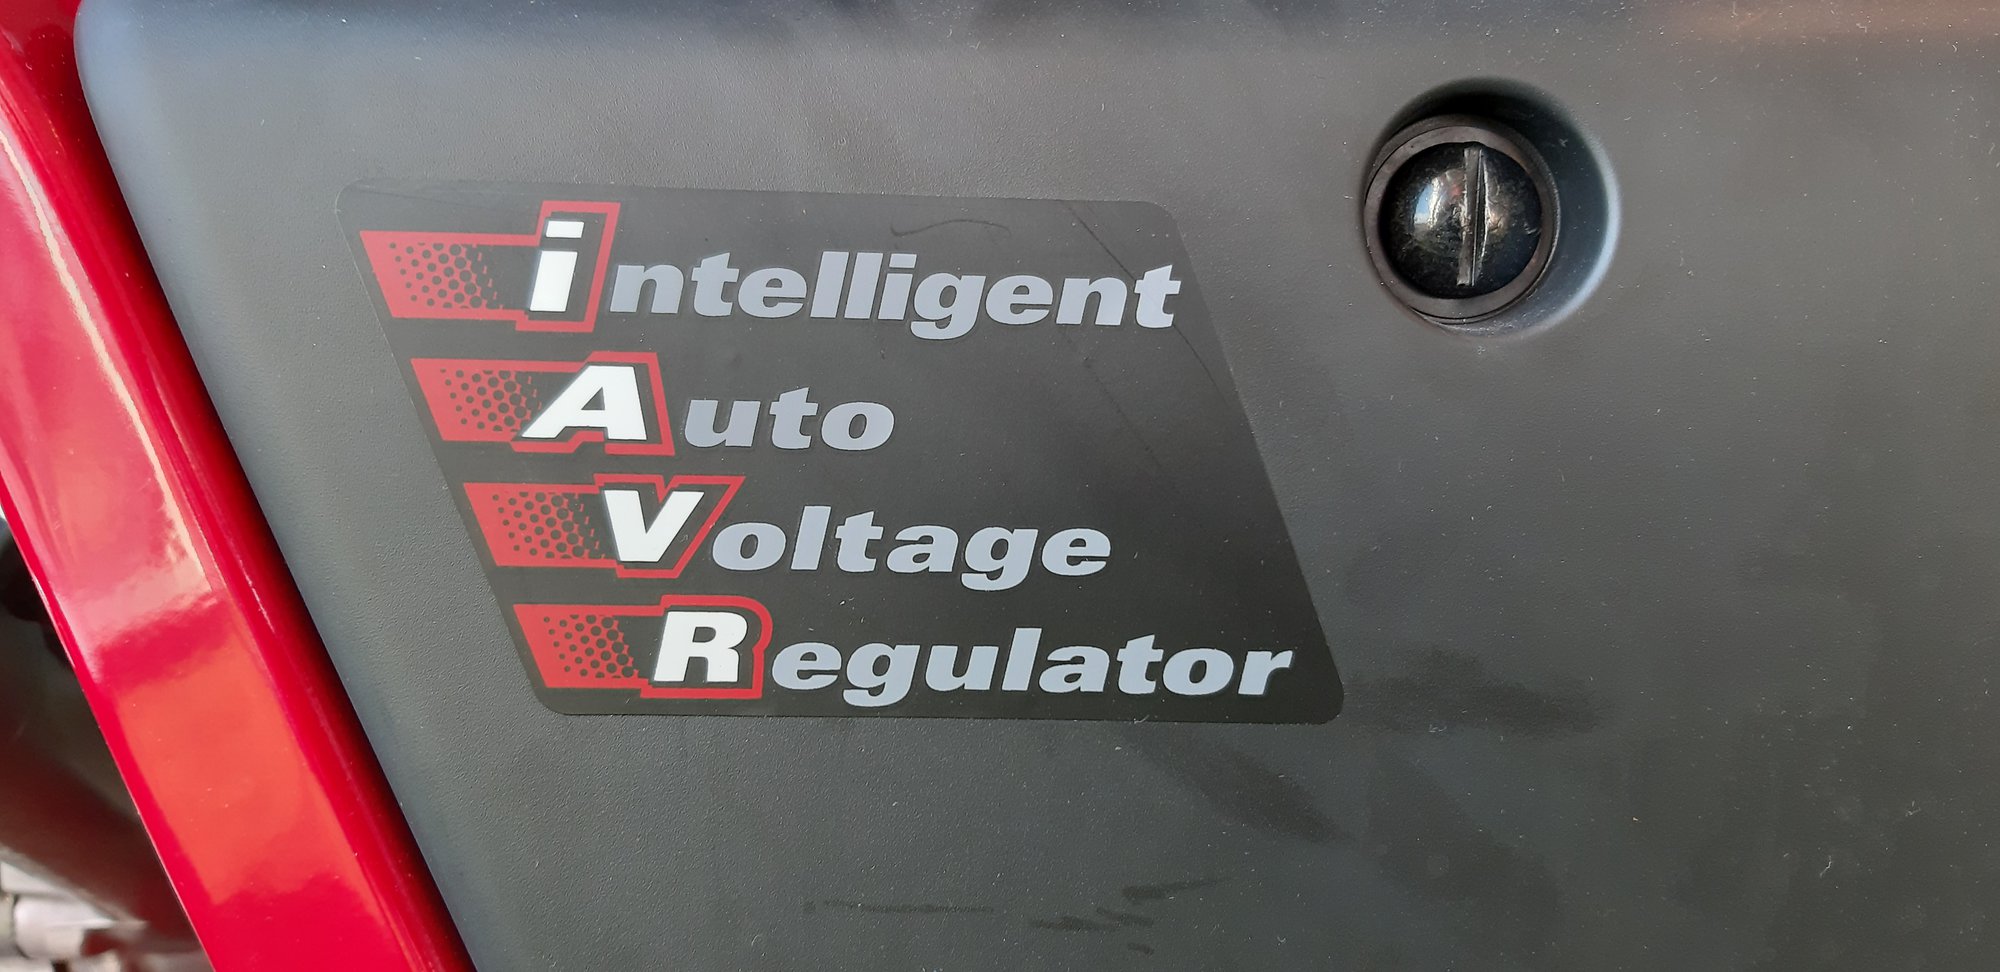 intelligent
Auto
Voltage
Regulator